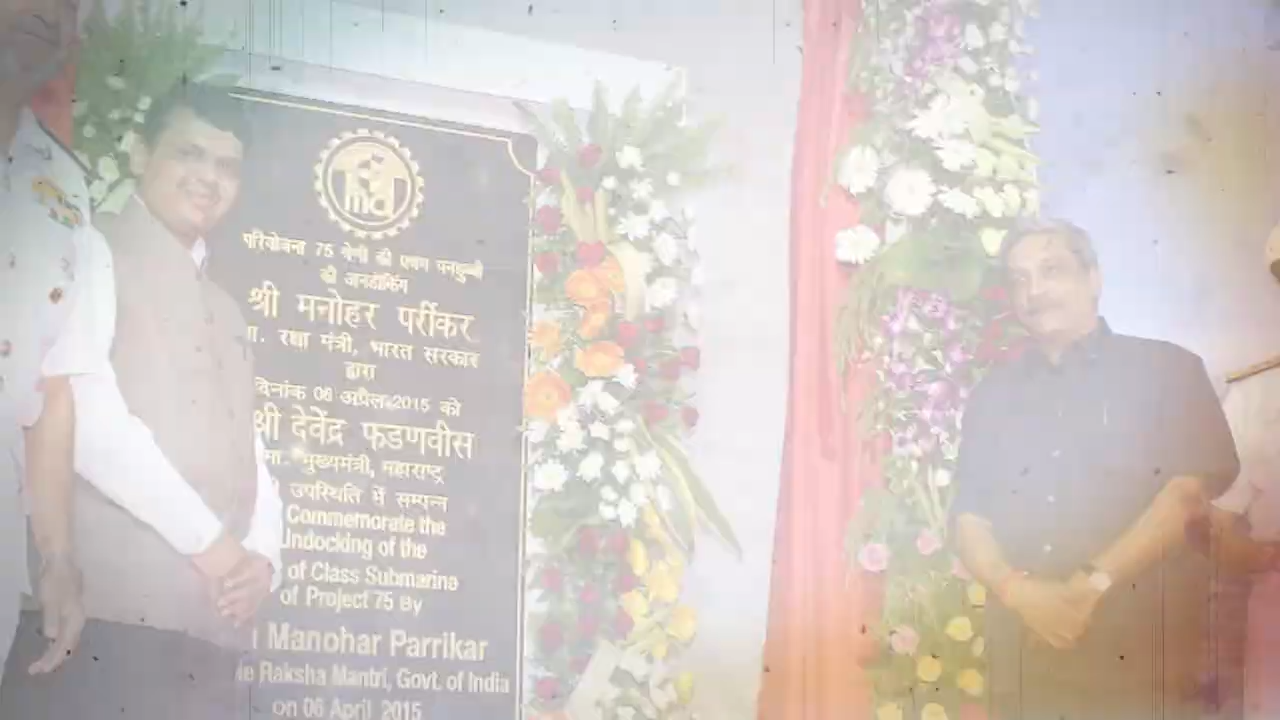 mdl
परियोजना 75 श्रेणी की प्रथम पनडुब्बी
की अनडॉकिंग
श्री मनोहर पर्रीकर
मा. रक्षा मंत्री, भारत सरकार
द्वारा
दिनांक 06 अप्रैल 2015 को
श्री देवेंद्र फडणवीस
मा. मुख्यमंत्री, महाराष्ट्र
उपस्थिति में सम्पन्न
Commemorate the
Undocking of the
of Class Submarine
of Project 75 By
Manohar Parrikar
Raksha Mantri, Govt. of India
on 06 April 2015